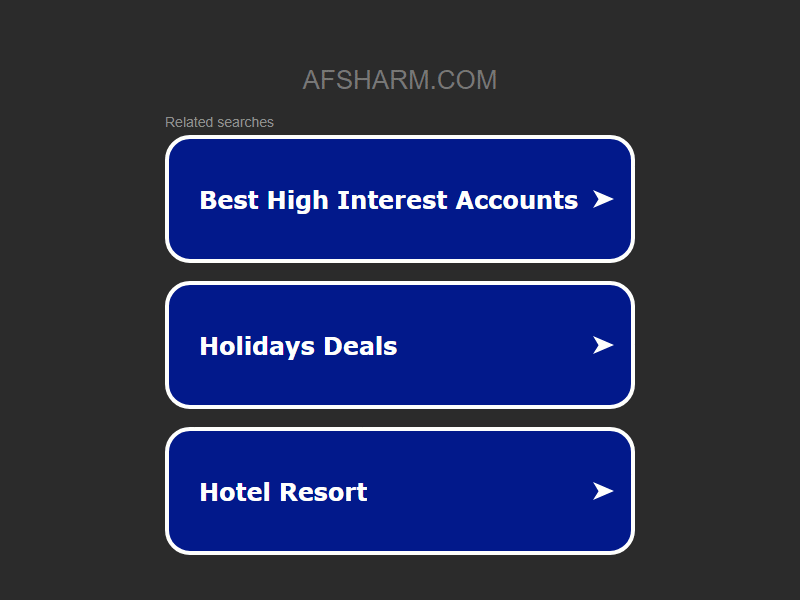 AFSHARM.COM
Related searches
Best High Interest Accounts
Holidays Deals
Hotel Resort